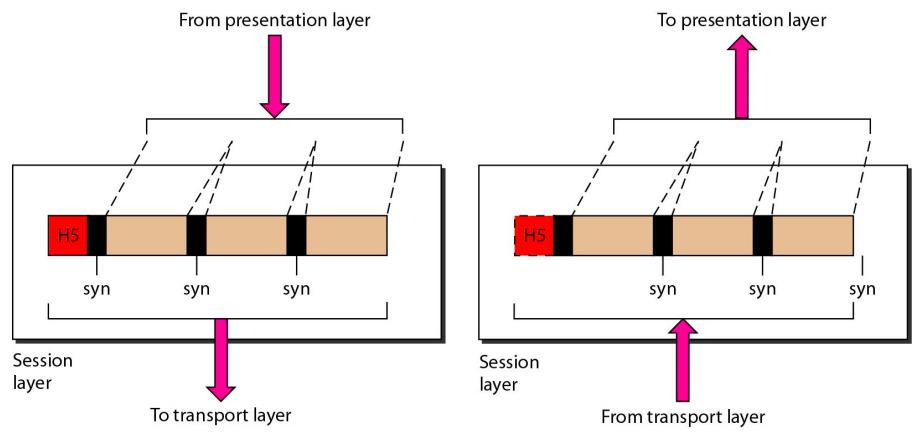 From presentation layer
To presentation layer
H5
H5
syn
syn
syn
syn
syn
syn
Session
layer
Session
layer
To transport layer
From transport layer